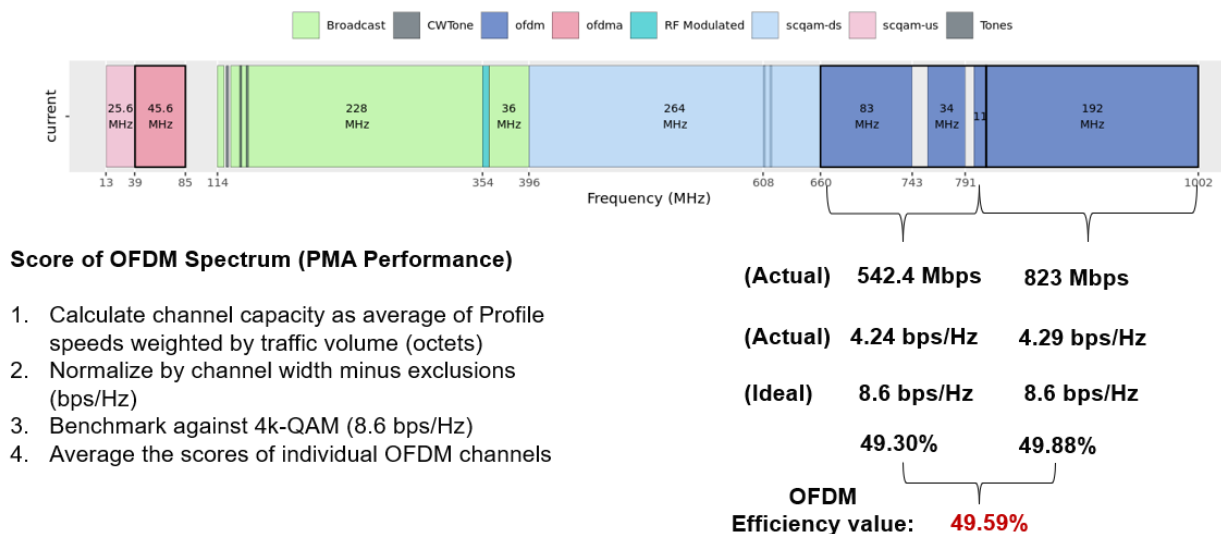 Broadcast CWTone ofdm ofdma RF Modulated scqam-ds scqam-us Tones
current
25.6 MHz
45.6 MHz
228 MHz
36 MHz
264 MHz
83 MHz
34 MHz
11
192 MHz
13 39 85 114 354 396 608 660 743 791 1002
Frequency (MHz)
Score of OFDM Spectrum (PMA Performance)
1. Calculate channel capacity as average of Profile
speeds weighted by traffic volume (octets)
2. Normalize by channel width minus exclusions
(bps/Hz)
3. Benchmark against 4k-QAM (8.6 bps/Hz)
4. Average the scores of individual OFDM channels
(Actual) 542.4 Mbps 823 Mbps
(Actual) 4.24 bps/Hz 4.29 bps/Hz
(Ideal) 8.6 bps/Hz 8.6 bps/Hz
49.30% 49.88%
OFDM
Efficiency value: 49.59%